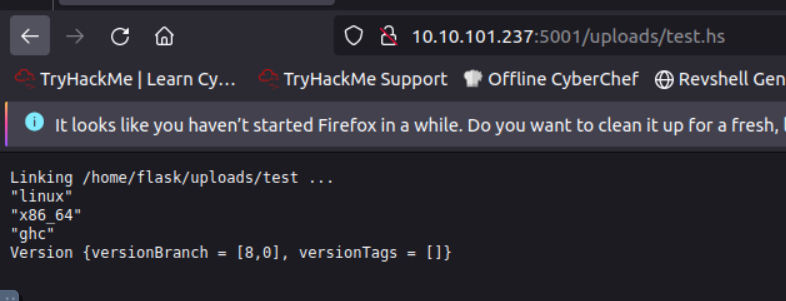 10.10.101.237:5001/uploads/test.hs
TryHackMe | Learn Cy… TryHackMe Support Offline CyberChef Revshell Gen
It looks like you haven’t started Firefox in a while. Do you want to clean it up for a fresh,
Linking /home/flask/uploads/test ...
"linux"
"x86_64"
"ghc"
Version {versionBranch = [8,0], versionTags = []}